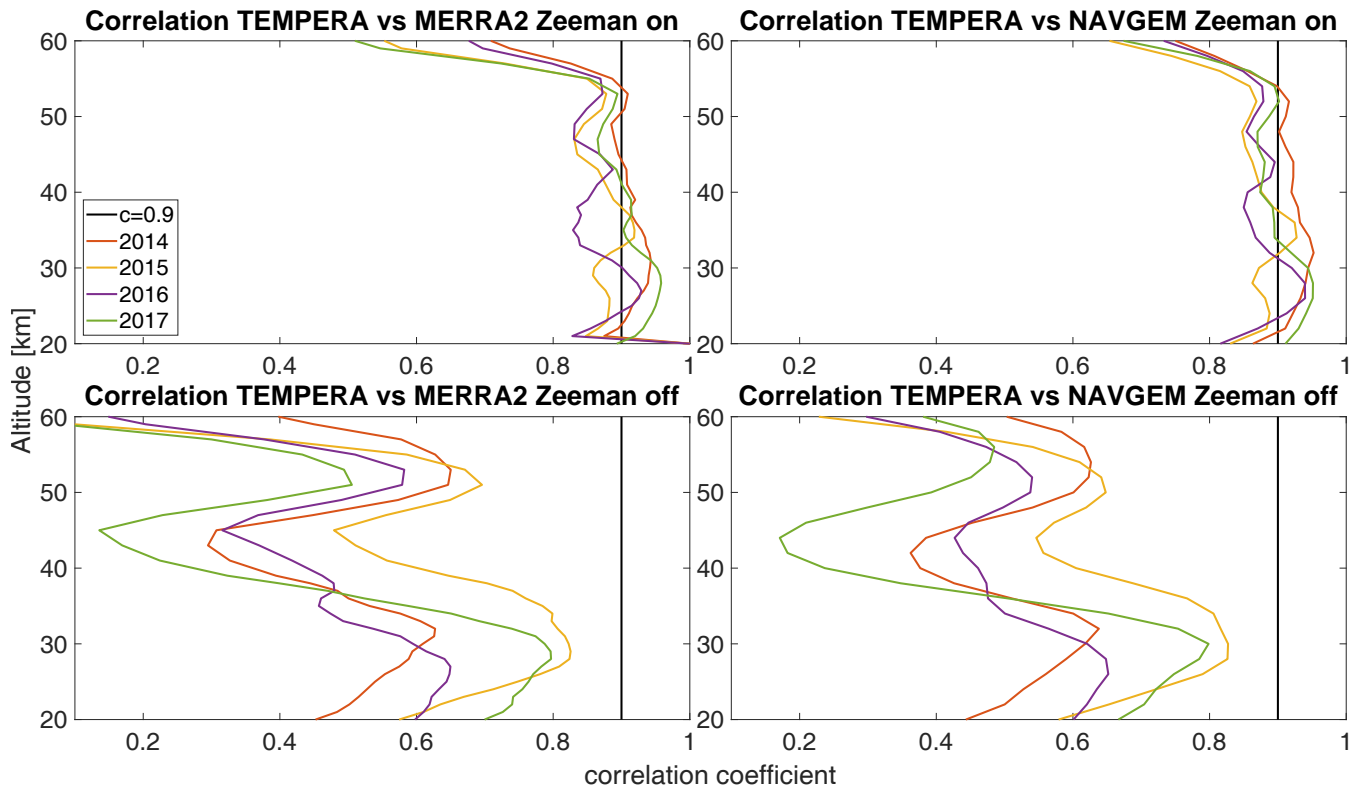 Correlation TEMPERA vs MERRA2 Zeeman on
60
50
40
30
20
c=0.9
2014
2015
2016
2017
0.2 0.4 0.6 0.8 1
Correlation TEMPERA vs NAVGEM Zeeman on
60
50
40
30
20
0.2 0.4 0.6 0.8 1
Altitude [km]
Correlation TEMPERA vs MERRA2 Zeeman off
60
50
40
30
20
0.2 0.4 0.6 0.8 1
Correlation TEMPERA vs NAVGEM Zeeman off
60
50
40
30
20
0.2 0.4 0.6 0.8 1
correlation coefficient